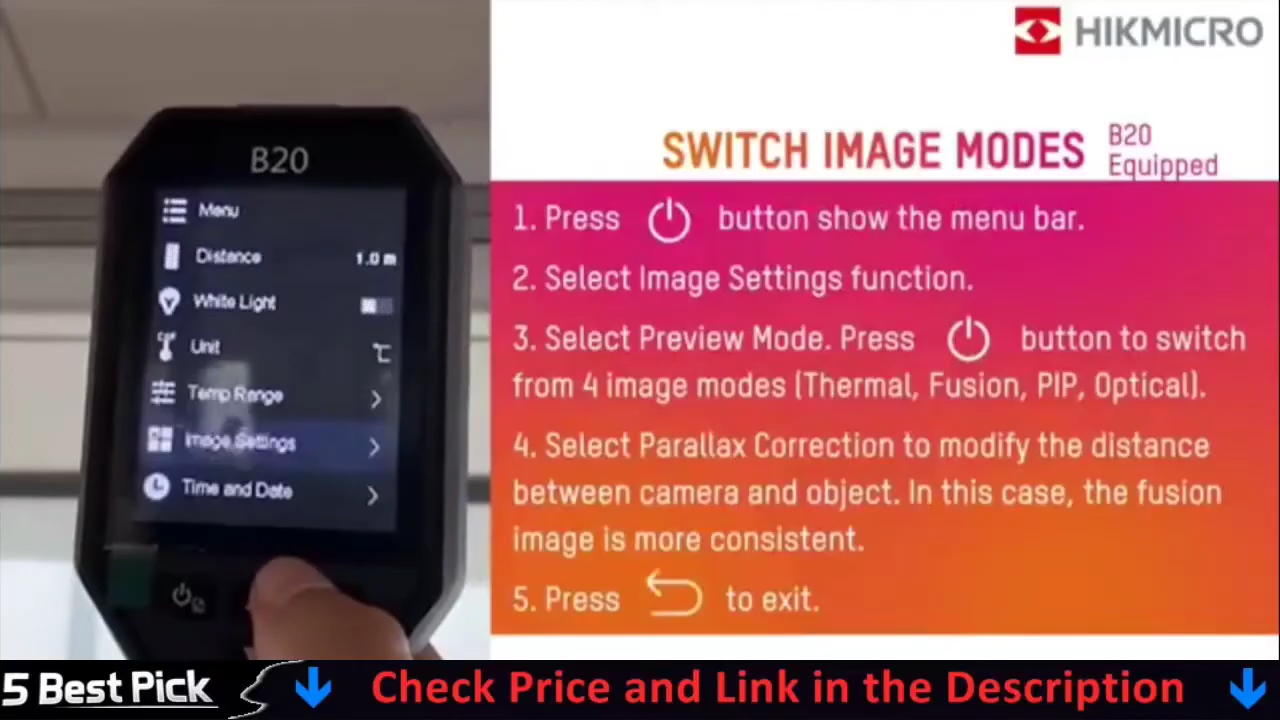 HIKMICRO
SWITCH IMAGE MODES
B20
Equipped
1. Press button show the menu bar.
2. Select Image Settings function.
3. Select Preview Mode. Press button to switch
from 4 image modes (Thermal, Fusion, PIP, Optical).
4. Select Parallax Correction to modify the distance
between camera and object. In this case, the fusion
image is more consistent.
5. Press to exit.
B20
Menu
Distance 1.0 m
White Light
Unit ℃
Temp Range
Image Settings
Time and Date
5 Best Pick
Check Price and Link in the Description